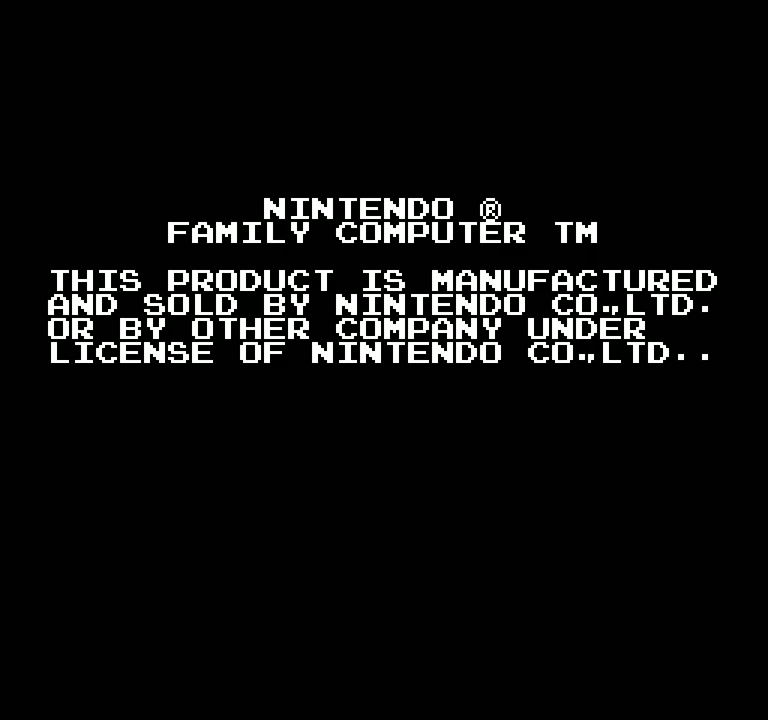 NINTENDO ®
FAMILY COMPUTER TM
THIS PRODUCT IS MANUFACTURED
AND SOLD BY NINTENDO CO.,LTD.
OR BY OTHER COMPANY UNDER
LICENSE OF NINTENDO CO.,LTD..